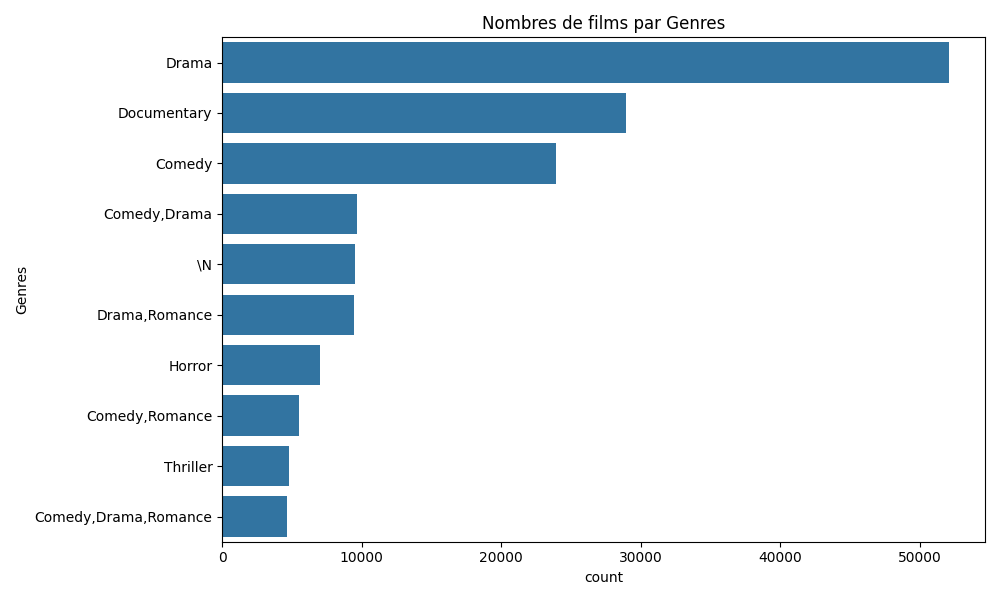 Nombres de films par Genres
Genres
Drama
Documentary
Comedy
Comedy,Drama
\N
Drama,Romance
Horror
Comedy,Romance
Thriller
Comedy,Drama,Romance
0 10000 20000 30000 40000 50000
count